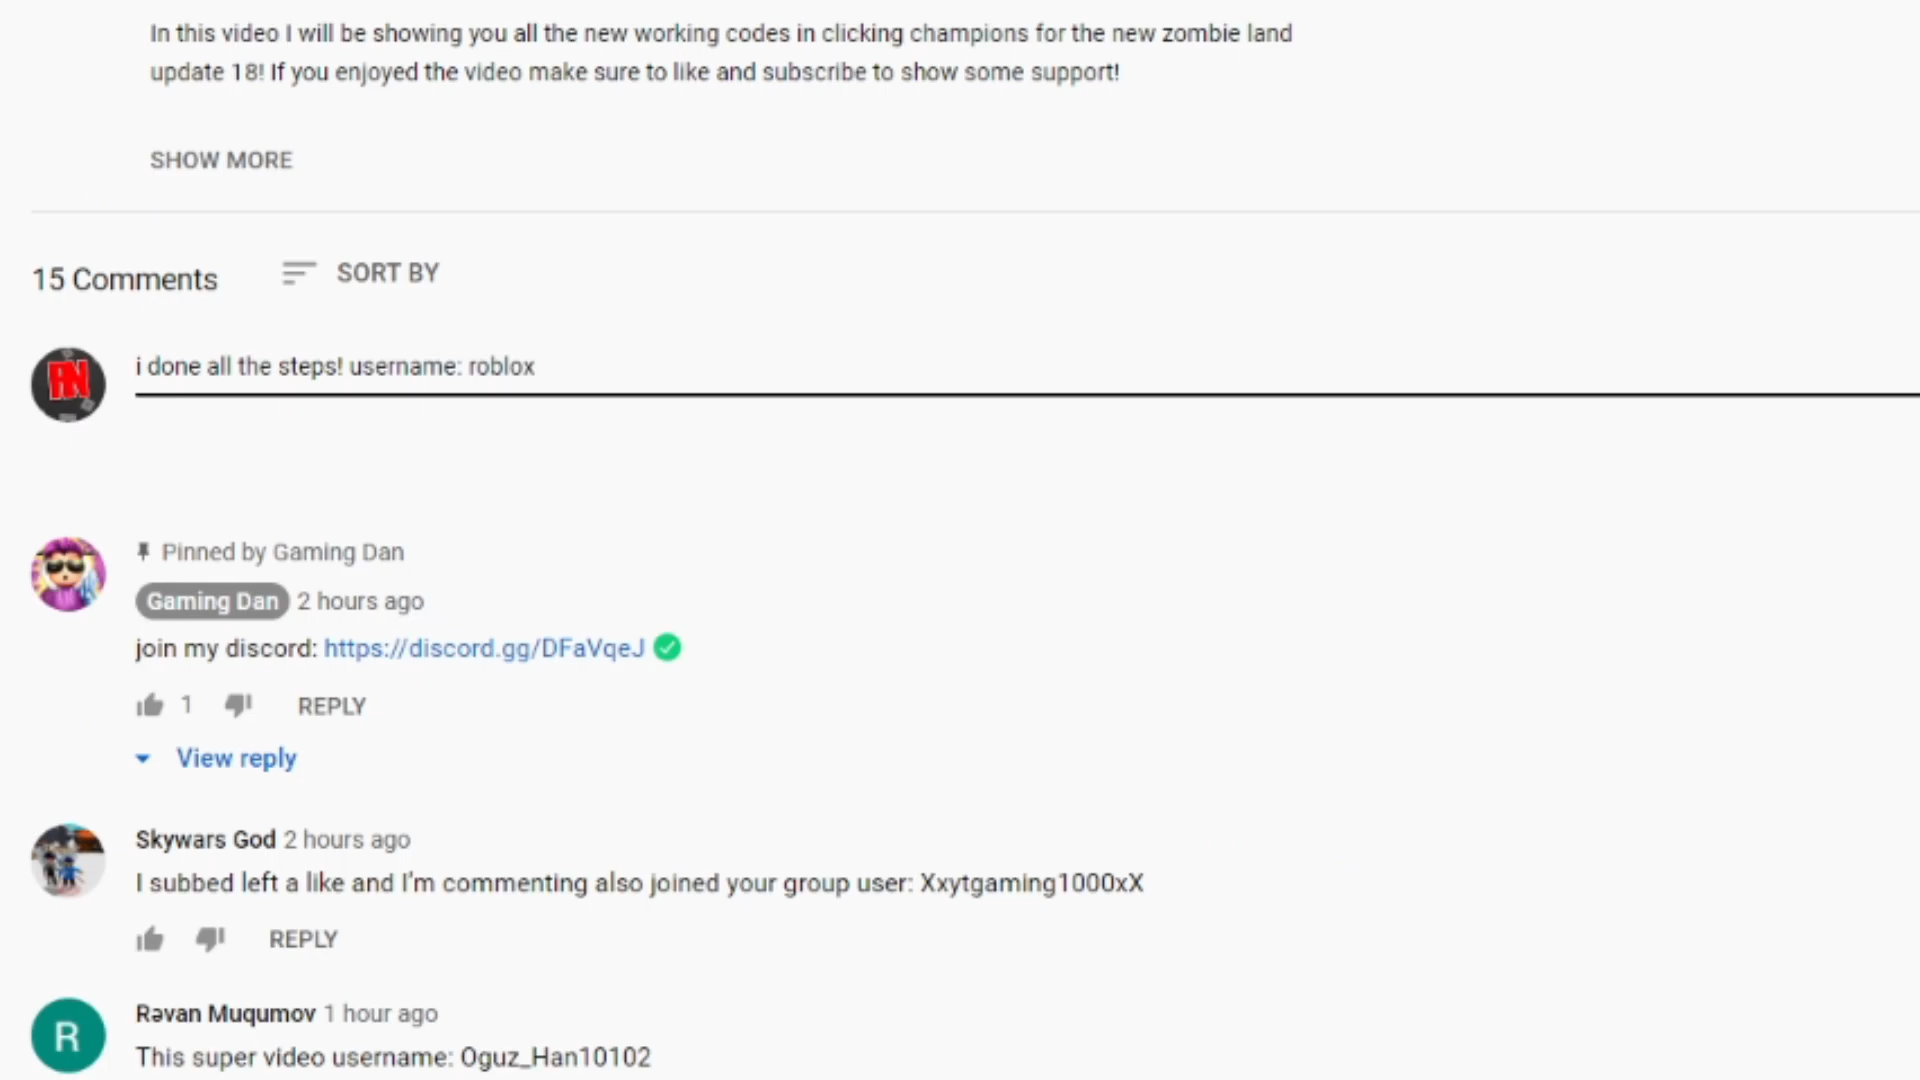 In this video I will be showing you all the new working codes in clicking champions for the new zombie land
update 18! If you enjoyed the video make sure to like and subscribe to show some support!
SHOW MORE
15 Comments
SORT BY
i done all the steps! username: roblox
Pinned by Gaming Dan
Gaming Dan 2 hours ago
join my discord: https://discord.gg/DFaVqeJ
1 REPLY
View reply
Skywars God 2 hours ago
I subbed left a like and I'm commenting also joined your group user: Xxytgaming1000xX
REPLY
R
Rəvan Muqumov 1 hour ago
This super video username: Oguz_Han10102